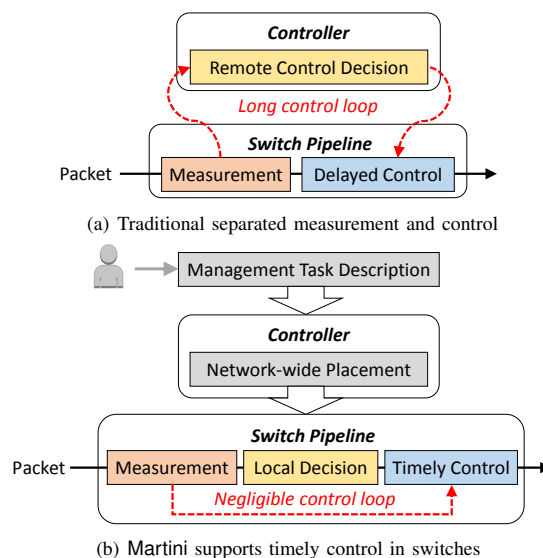 Controller
Remote Control Decision
Long control loop
Switch Pipeline
Packet Measurement Delayed Control
(a) Traditional separated measurement and control
Management Task Description
Controller
Network-wide Placement
Switch Pipeline
Packet Measurement Local Decision Timely Control
Negligible control loop
(b) Martini supports timely control in switches